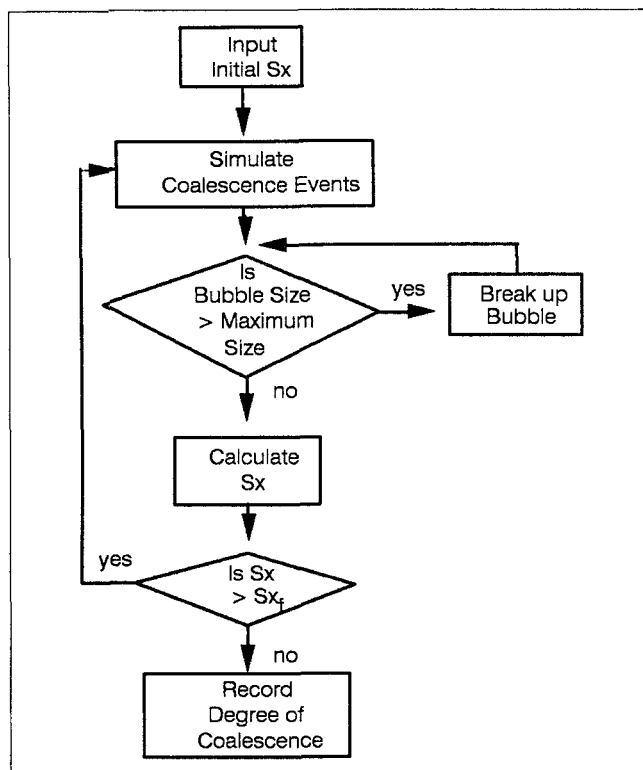 Input
Initial Sx
Simulate
Coalescence Events
Is
Bubble Size
> Maximum
Size
yes
Break up
Bubble
no
Calculate
Sx
yes
Is Sx
> Sxf
no
Record
Degree of
Coalescence